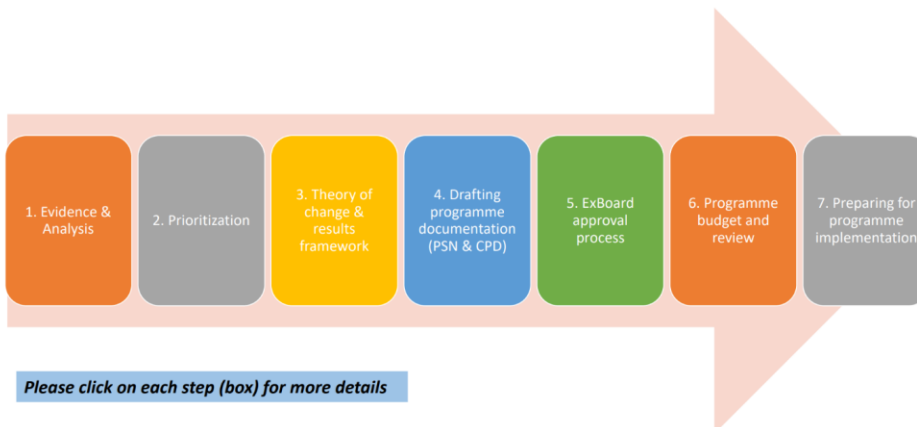 1. Evidence &
Analysis
2. Prioritization
3. Theory of
change &
results
framework
4. Drafting
programme
documentation
(PSN & CPD)
5. ExBoard
approval
process
6. Programme
budget and
review
7. Preparing for
programme
implementation
Please click on each step (box) for more details